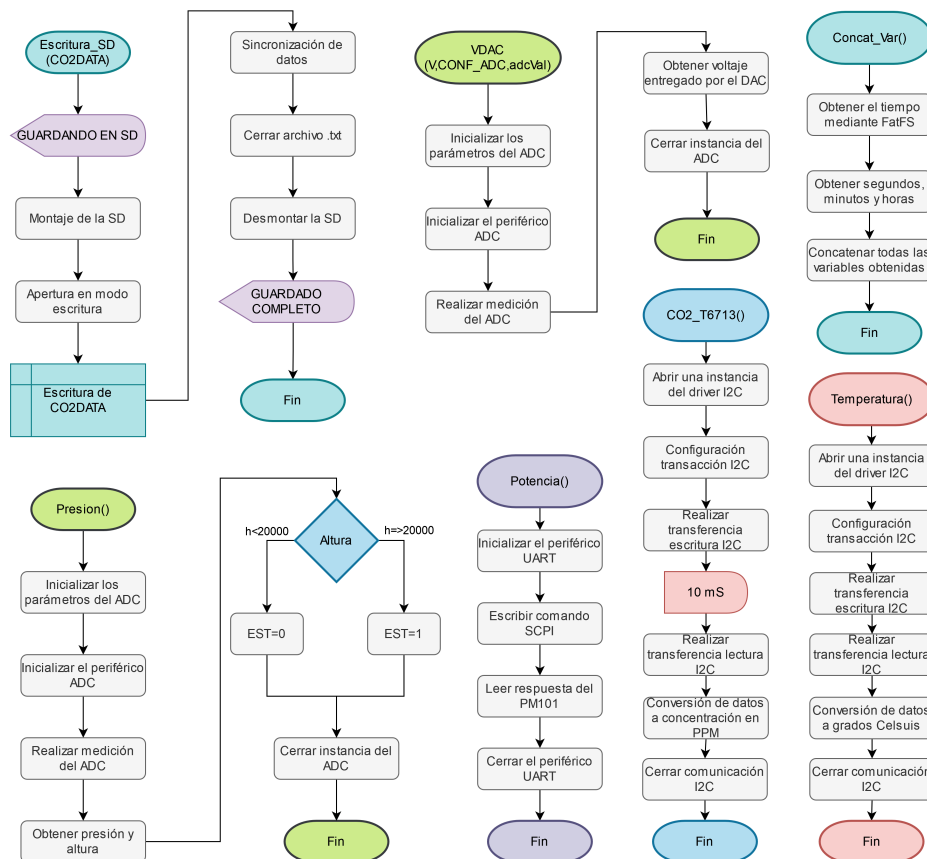 Escritura_SD
(CO2DATA)
GUARDANDO EN SD
Montaje de la SD
Apertura en modo
escritura
Escritura de
CO2DATA
Sincronización de
datos
Cerrar archivo .txt
Desmontar la SD
GUARDADO
COMPLETO
Fin
VDAC
(V,CONF_ADC,adcVal)
Inicializar los
parámetros del ADC
Inicializar el periférico
ADC
Realizar medición
del ADC
Obtener voltaje
entregado por el DAC
Cerrar instancia del
ADC
Fin
Concat_Var()
Obtener el tiempo
mediante FatFS
Obtener segundos,
minutos y horas
Concatenar todas las
variables obtenidas
Fin
Presion()
Inicializar los
parámetros del ADC
Inicializar el periférico
ADC
Realizar medición
del ADC
Obtener presión y
altura
Altura
h<20000
h=>20000
EST=0
EST=1
Cerrar instancia del
ADC
Fin
Potencia()
Inicializar el periférico
UART
Escribir comando
SCPI
Leer respuesta del
PM101
Cerrar el periférico
UART
Fin
CO2_T6713()
Abrir una instancia
del driver I2C
Configuración
transacción I2C
Realizar
transferencia
escritura I2C
10 mS
Realizar
transferencia lectura
I2C
Conversión de datos
a concentración en
PPM
Cerrar comunicación
I2C
Fin
Temperatura()
Abrir una instancia
del driver I2C
Configuración
transacción I2C
Realizar
transferencia
escritura I2C
Realizar
transferencia lectura
I2C
Conversión de datos
a grados Celsuis
Cerrar comunicación
I2C
Fin